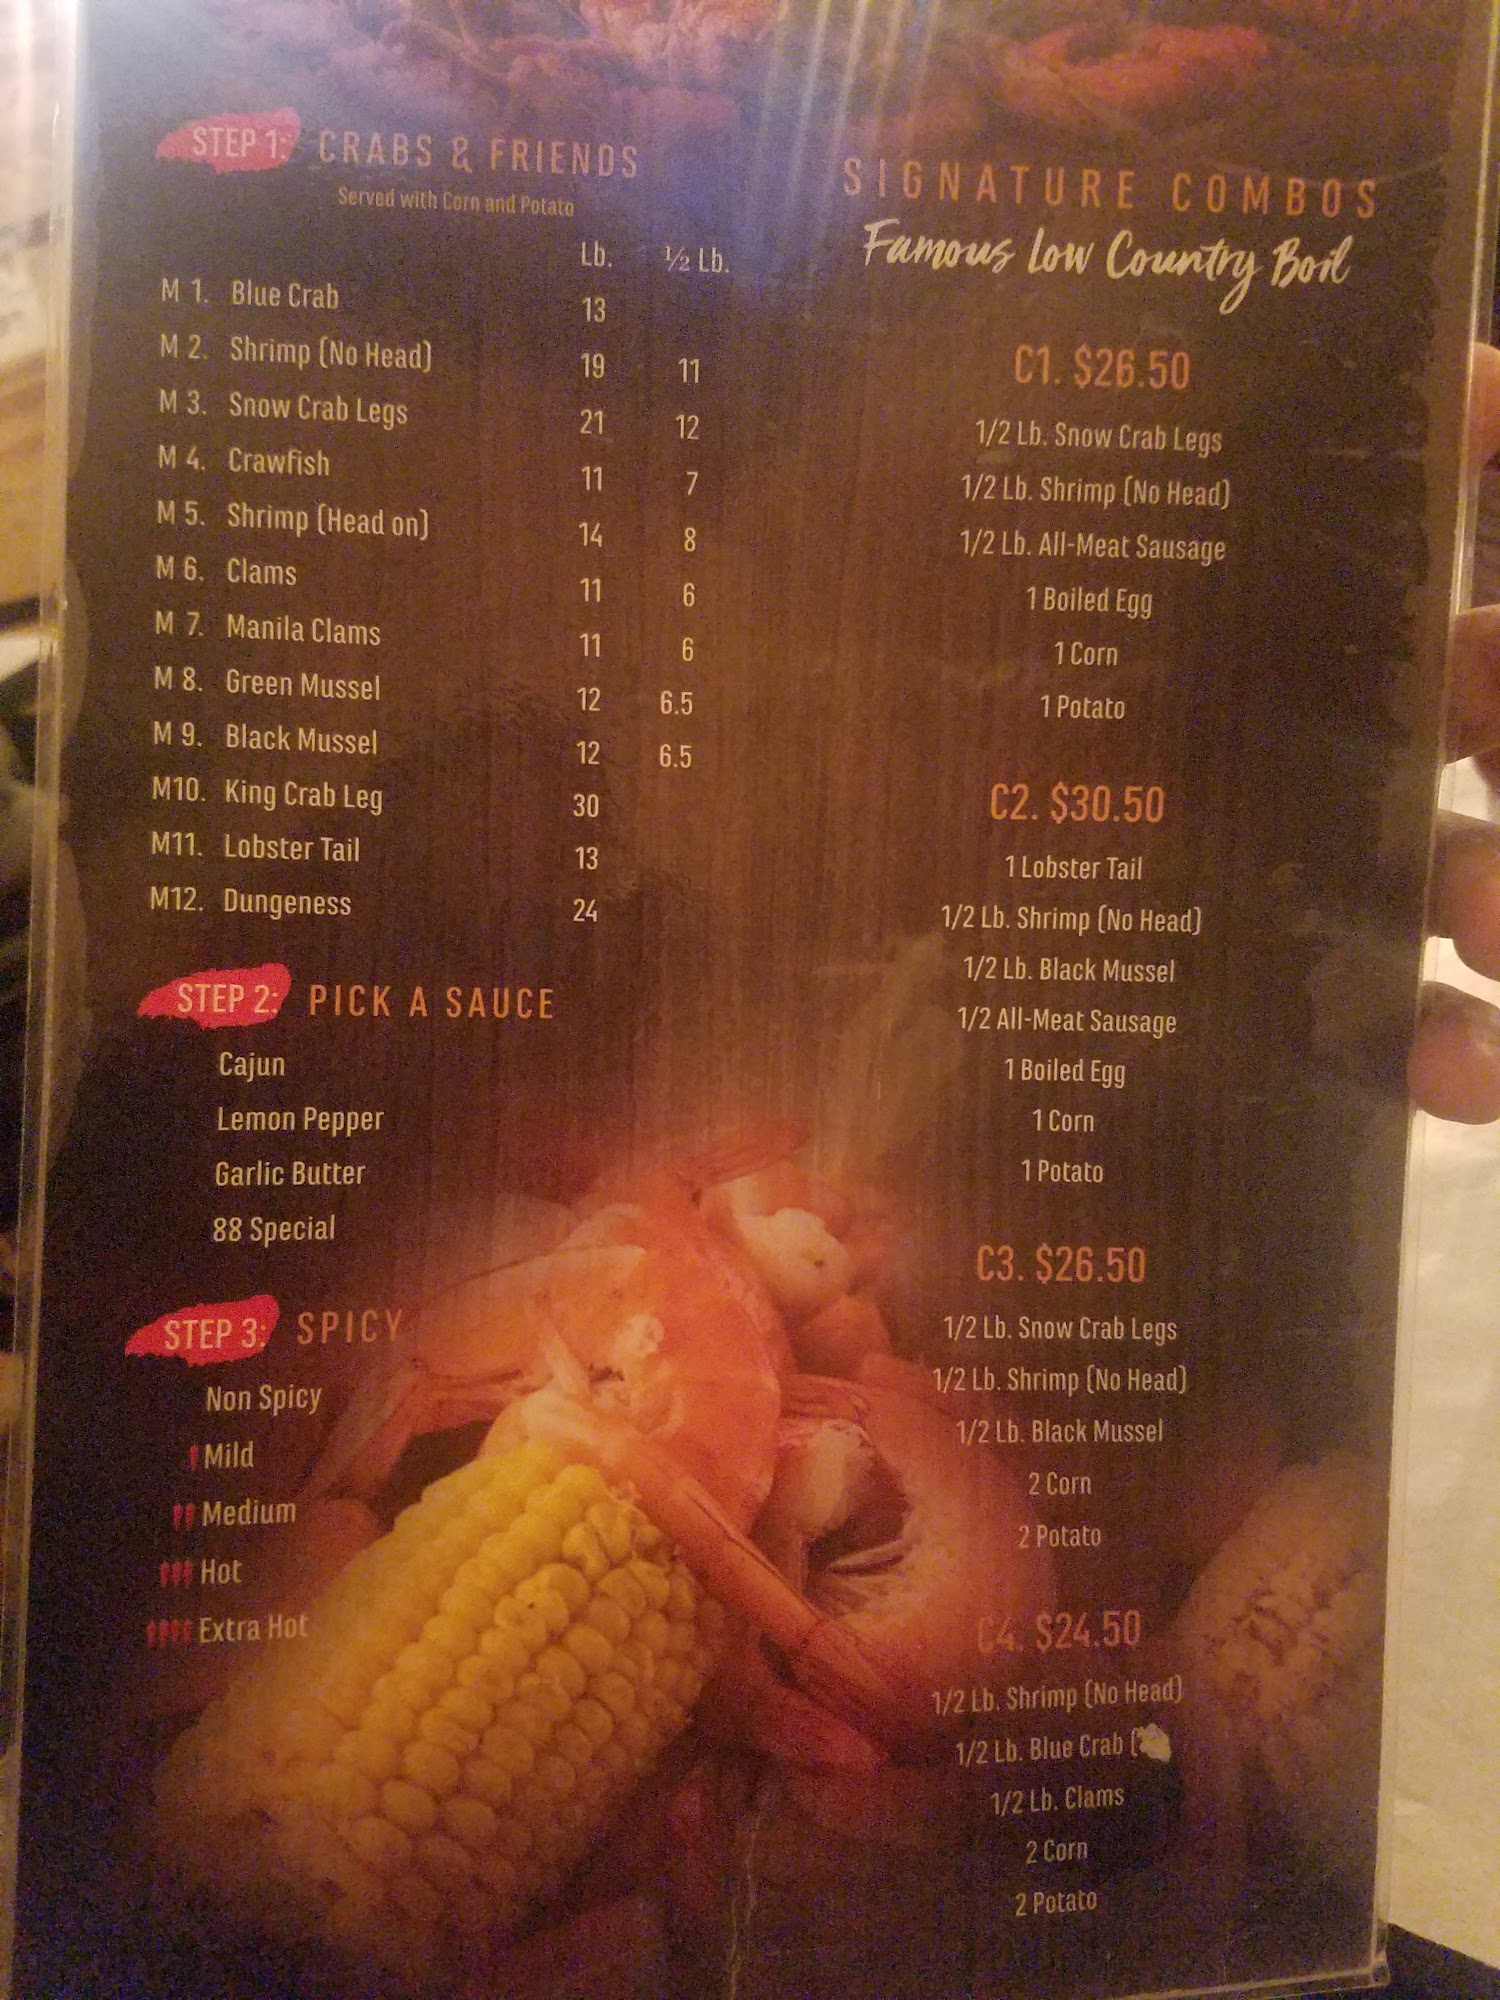 STEP 1: CRABS & FRIENDS
Served with Corn and Potato
Lb. ½ Lb.
M 1. Blue Crab 13
M 2. Shrimp (No Head) 19 11
M 3. Snow Crab Legs 21 12
M 4. Crawfish 11 7
M 5. Shrimp (Head on) 14 8
M 6. Clams 11 6
M 7. Manila Clams 11 6
M 8. Green Mussel 12 6.5
M 9. Black Mussel 12 6.5
M10. King Crab Leg 30
M11. Lobster Tail 13
M12. Dungeness 24
STEP 2: PICK A SAUCE
Cajun
Lemon Pepper
Garlic Butter
88 Special
STEP 3: SPICY
Non Spicy
Mild
Medium
Hot
Extra Hot
SIGNATURE COMBOS
Famous Low Country Boil
C1. $26.50
1/2 Lb. Snow Crab Legs
1/2 Lb. Shrimp (No Head)
1/2 Lb. All-Meat Sausage
1 Boiled Egg
1 Corn
1 Potato
C2. $30.50
1 Lobster Tail
1/2 Lb. Shrimp (No Head)
1/2 Lb. Black Mussel
1/2 All-Meat Sausage
1 Boiled Egg
1 Corn
1 Potato
C3. $26.50
1/2 Lb. Snow Crab Legs
1/2 Lb. Shrimp (No Head)
1/2 Lb. Black Mussel
2 Corn
2 Potato
C4. $24.50
1/2 Lb. Shrimp (No Head)
1/2 Lb. Blue Crab (
1/2 Lb. Clams
2 Corn
2 Potato